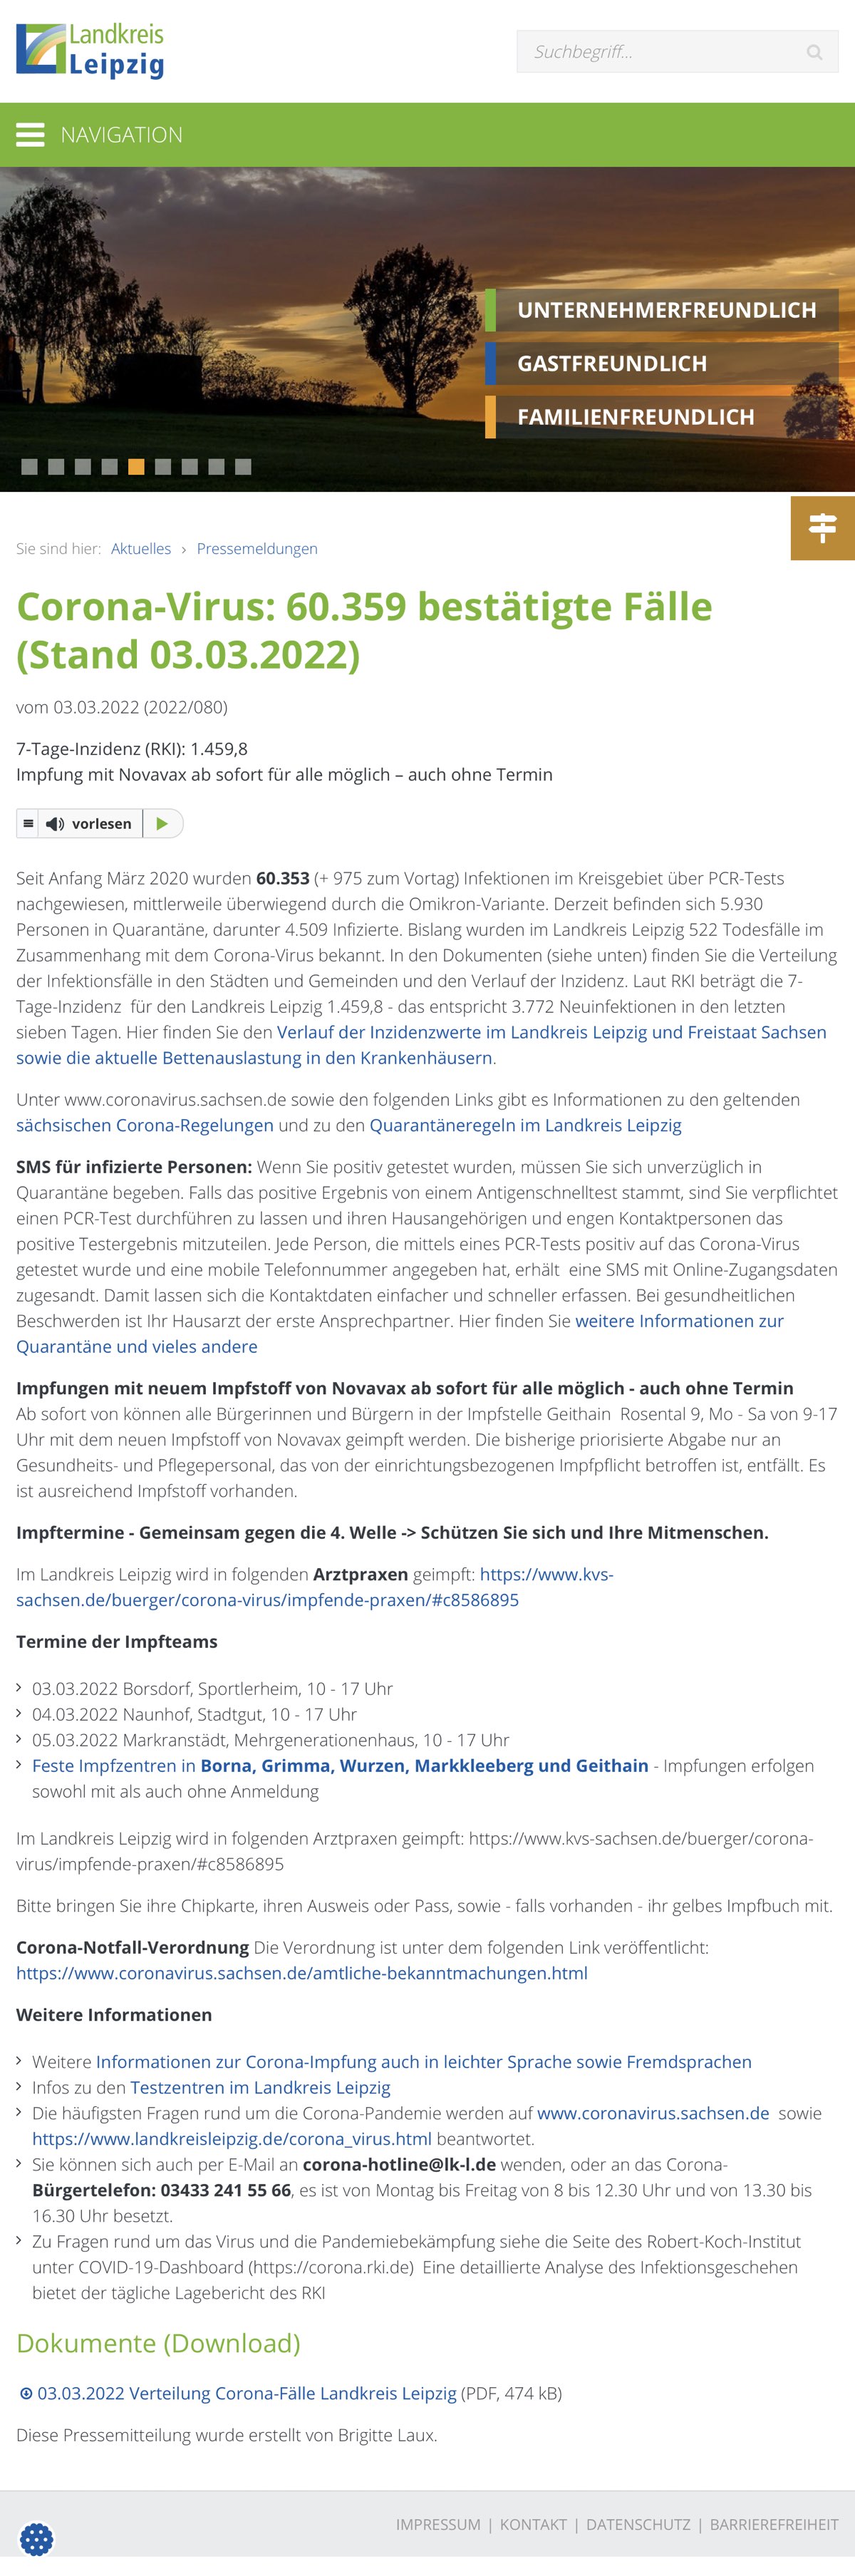 Landkreis
Leipzig
Suchbegriff...
NAVIGATION
UNTERNEHMERFREUNDLICH
GASTFREUNDLICH
FAMILIENFREUNDLICH
Sie sind hier: Aktuelles › Pressemeldungen
Corona-Virus: 60.359 bestätigte Fälle
(Stand 03.03.2022)
vom 03.03.2022 (2022/080)
7-Tage-Inzidenz (RKI): 1.459,8
Impfung mit Novavax ab sofort für alle möglich – auch ohne Termin
vorlesen
Seit Anfang März 2020 wurden 60.353 (+ 975 zum Vortag) Infektionen im Kreisgebiet über PCR-Tests
nachgewiesen, mittlerweile überwiegend durch die Omikron-Variante. Derzeit befinden sich 5.930
Personen in Quarantäne, darunter 4.509 Infizierte. Bislang wurden im Landkreis Leipzig 522 Todesfälle im
Zusammenhang mit dem Corona-Virus bekannt. In den Dokumenten (siehe unten) finden Sie die Verteilung
der Infektionsfälle in den Städten und Gemeinden und den Verlauf der Inzidenz. Laut RKI beträgt die 7-
Tage-Inzidenz  für den Landkreis Leipzig 1.459,8 - das entspricht 3.772 Neuinfektionen in den letzten
sieben Tagen. Hier finden Sie den Verlauf der Inzidenzwerte im Landkreis Leipzig und Freistaat Sachsen
sowie die aktuelle Bettenauslastung in den Krankenhäusern.
Unter www.coronavirus.sachsen.de sowie den folgenden Links gibt es Informationen zu den geltenden
sächsischen Corona-Regelungen und zu den Quarantäneregeln im Landkreis Leipzig
SMS für infizierte Personen: Wenn Sie positiv getestet wurden, müssen Sie sich unverzüglich in
Quarantäne begeben. Falls das positive Ergebnis von einem Antigenschnelltest stammt, sind Sie verpflichtet
einen PCR-Test durchführen zu lassen und ihren Hausangehörigen und engen Kontaktpersonen das
positive Testergebnis mitzuteilen. Jede Person, die mittels eines PCR-Tests positiv auf das Corona-Virus
getestet wurde und eine mobile Telefonnummer angegeben hat, erhält  eine SMS mit Online-Zugangsdaten
zugesandt. Damit lassen sich die Kontaktdaten einfacher und schneller erfassen. Bei gesundheitlichen
Beschwerden ist Ihr Hausarzt der erste Ansprechpartner. Hier finden Sie weitere Informationen zur
Quarantäne und vieles andere
Impfungen mit neuem Impfstoff von Novavax ab sofort für alle möglich - auch ohne Termin
Ab sofort von können alle Bürgerinnen und Bürgern in der Impfstelle Geithain  Rosental 9, Mo - Sa von 9-17
Uhr mit dem neuen Impfstoff von Novavax geimpft werden. Die bisherige priorisierte Abgabe nur an
Gesundheits- und Pflegepersonal, das von der einrichtungsbezogenen Impfpflicht betroffen ist, entfällt. Es
ist ausreichend Impfstoff vorhanden.
Impftermine - Gemeinsam gegen die 4. Welle -> Schützen Sie sich und Ihre Mitmenschen.
Im Landkreis Leipzig wird in folgenden Arztpraxen geimpft: https://www.kvs-
sachsen.de/buerger/corona-virus/impfende-praxen/#c8586895
Termine der Impfteams
› 03.03.2022 Borsdorf, Sportlerheim, 10 - 17 Uhr
› 04.03.2022 Naunhof, Stadtgut, 10 - 17 Uhr
› 05.03.2022 Markranstädt, Mehrgenerationenhaus, 10 - 17 Uhr
› Feste Impfzentren in Borna, Grimma, Wurzen, Markkleeberg und Geithain - Impfungen erfolgen
sowohl mit als auch ohne Anmeldung
Im Landkreis Leipzig wird in folgenden Arztpraxen geimpft: https://www.kvs-sachsen.de/buerger/corona-
virus/impfende-praxen/#c8586895
Bitte bringen Sie ihre Chipkarte, ihren Ausweis oder Pass, sowie - falls vorhanden - ihr gelbes Impfbuch mit.
Corona-Notfall-Verordnung Die Verordnung ist unter dem folgenden Link veröffentlicht:
https://www.coronavirus.sachsen.de/amtliche-bekanntmachungen.html
Weitere Informationen
› Weitere Informationen zur Corona-Impfung auch in leichter Sprache sowie Fremdsprachen
› Infos zu den Testzentren im Landkreis Leipzig
› Die häufigsten Fragen rund um die Corona-Pandemie werden auf www.coronavirus.sachsen.de  sowie
https://www.landkreisleipzig.de/corona_virus.html beantwortet.
› Sie können sich auch per E-Mail an corona-hotline@lk-l.de wenden, oder an das Corona-
Bürgertelefon: 03433 241 55 66, es ist von Montag bis Freitag von 8 bis 12.30 Uhr und von 13.30 bis
16.30 Uhr besetzt.
› Zu Fragen rund um das Virus und die Pandemiebekämpfung siehe die Seite des Robert-Koch-Institut
unter COVID-19-Dashboard (https://corona.rki.de)  Eine detaillierte Analyse des Infektionsgeschehen
bietet der tägliche Lagebericht des RKI
Dokumente (Download)
03.03.2022 Verteilung Corona-Fälle Landkreis Leipzig (PDF, 474 kB)
Diese Pressemitteilung wurde erstellt von Brigitte Laux.
IMPRESSUM | KONTAKT | DATENSCHUTZ | BARRIEREFREIHEIT